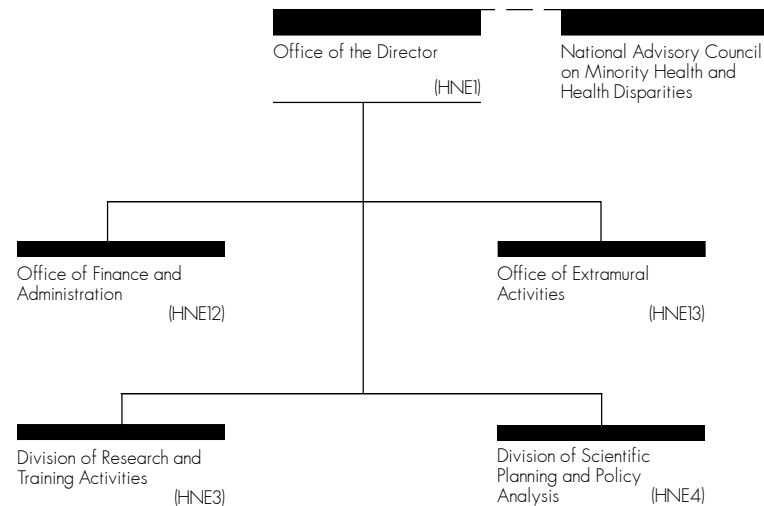 Office of the Director
(HNE1)
National Advisory Council
on Minority Health and
Health Disparities
Office of Finance and
Administration
(HNE12)
Office of Extramural
Activities
(HNE13)
Division of Research and
Training Activities
(HNE3)
Division of Scientific
Planning and Policy
Analysis (HNE4)